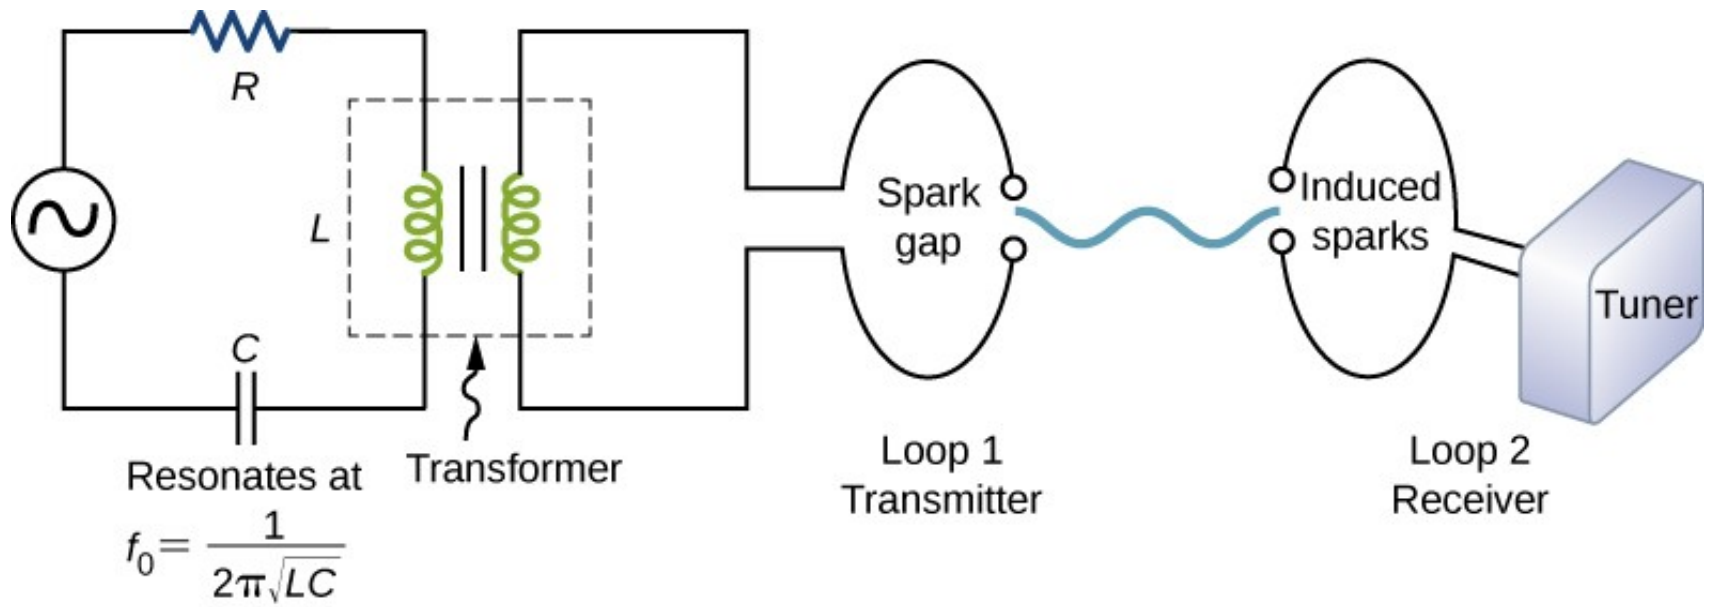 R
L
C
Resonates at
f₀ = 1 / 2π√LC
Transformer
Spark
gap
Loop 1
Transmitter
Induced
sparks
Loop 2
Receiver
Tuner